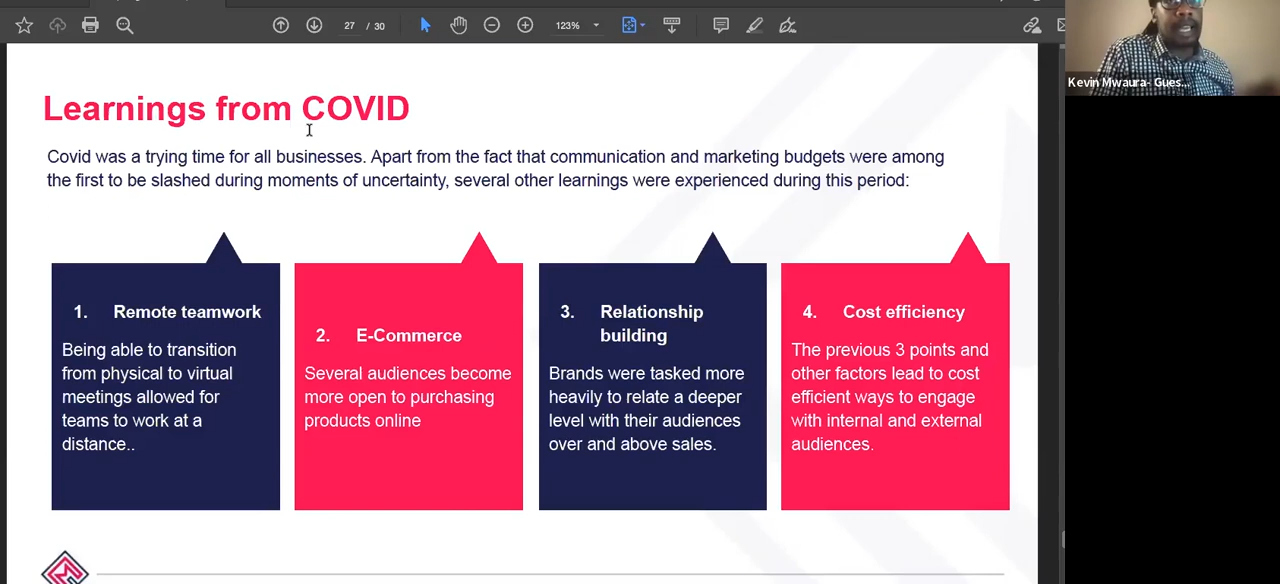 27 / 30
123%
Kevin Mwaura- Gues...
Learnings from COVID
Covid was a trying time for all businesses. Apart from the fact that communication and marketing budgets were among
the first to be slashed during moments of uncertainty, several other learnings were experienced during this period:
1. Remote teamwork
Being able to transition
from physical to virtual
meetings allowed for
teams to work at a
distance..
2. E-Commerce
Several audiences become
more open to purchasing
products online
3. Relationship
building
Brands were tasked more
heavily to relate a deeper
level with their audiences
over and above sales.
4. Cost efficiency
The previous 3 points and
other factors lead to cost
efficient ways to engage
with internal and external
audiences.